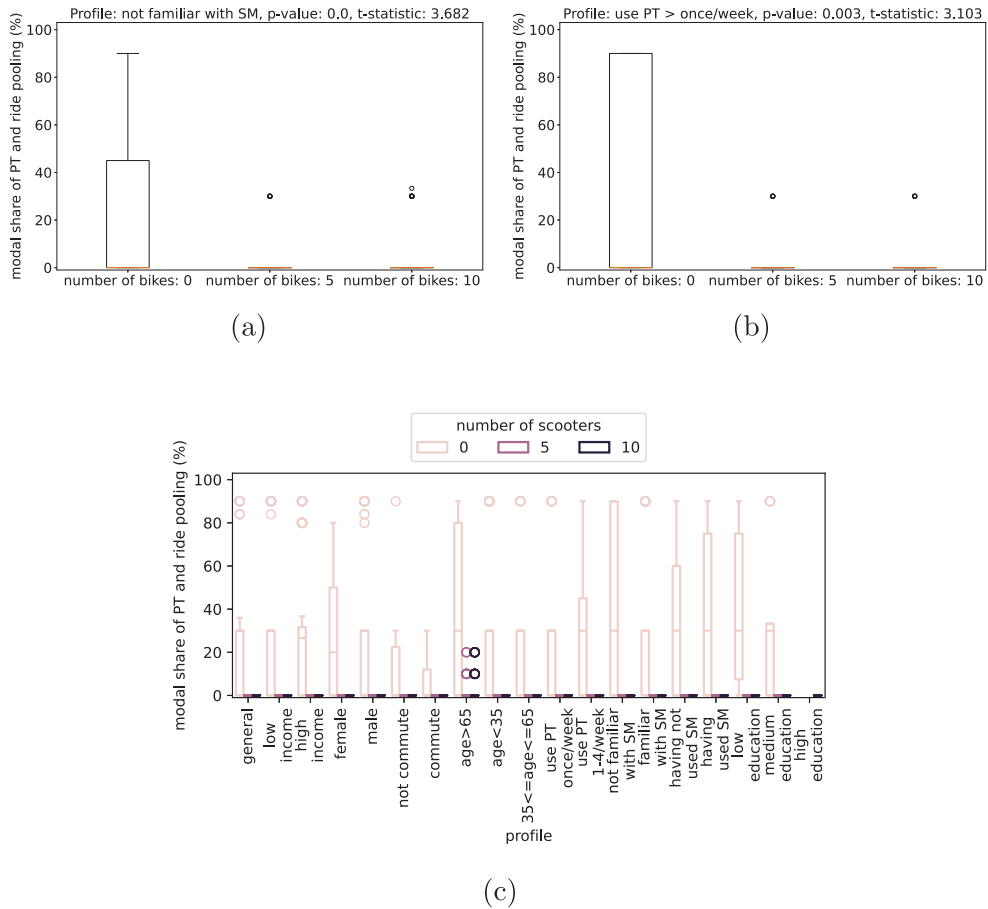 Profile: not familiar with SM, p-value: 0.0, t-statistic: 3.682
modal share of PT and ride pooling (%)
100
80
60
40
20
0
number of bikes: 0 number of bikes: 5 number of bikes: 10
(a)
Profile: use PT > once/week, p-value: 0.003, t-statistic: 3.103
modal share of PT and ride pooling (%)
100
80
60
40
20
0
number of bikes: 0 number of bikes: 5 number of bikes: 10
(b)
number of scooters
0 5 10
modal share of PT and ride pooling (%)
100
80
60
40
20
0
general
low
income
high
income
female
male
not commute
commute
age>65
age<35
35<=age<=65
use PT
once/week
use PT
1-4/week
not familiar
with SM
familiar
with SM
having not
used SM
having
used SM
low
education
medium
education
high
education
profile
(c)